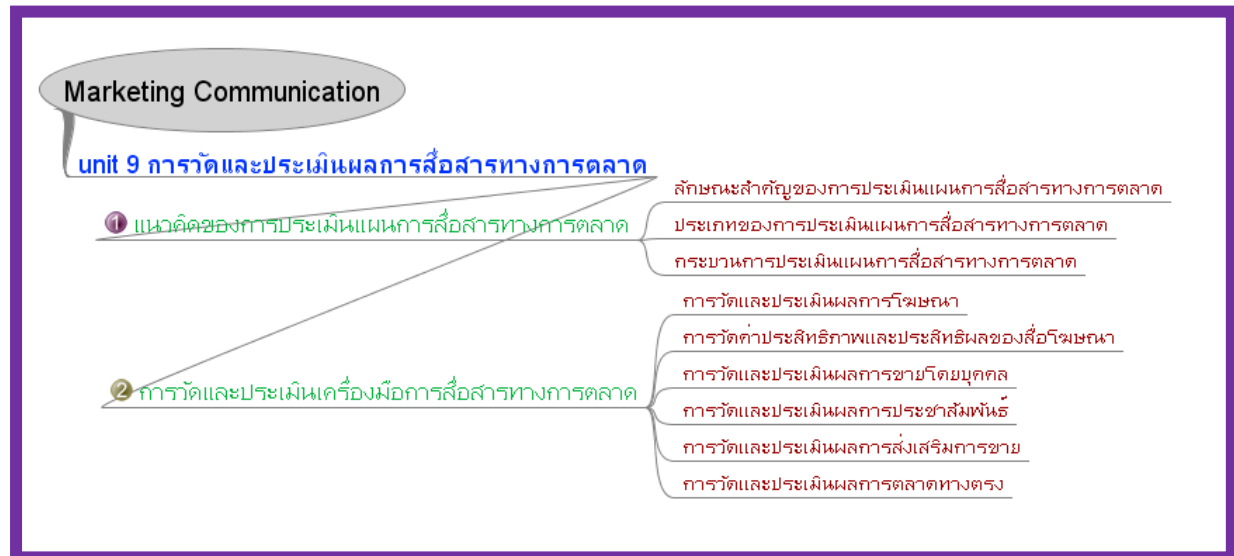 Marketing Communication
unit 9 การวัดและประเมินผลการสื่อสารทางการตลาด
1 แนวคิดของการประเมินแผนการสื่อสารทางการตลาด
ลักษณะสำคัญของการประเมินแผนการสื่อสารทางการตลาด
ประเภทของการประเมินแผนการสื่อสารทางการตลาด
กระบวนการประเมินแผนการสื่อสารทางการตลาด
2 การวัดและประเมินเครื่องมือการสื่อสารทางการตลาด
การวัดและประเมินผลการโฆษณา
การวัดค่าประสิทธิภาพและประสิทธิผลของสื่อโฆษณา
การวัดและประเมินผลการขายโดยบุคคล
การวัดและประเมินผลการประชาสัมพันธ์
การวัดและประเมินผลการส่งเสริมการขาย
การวัดและประเมินผลการตลาดทางตรง